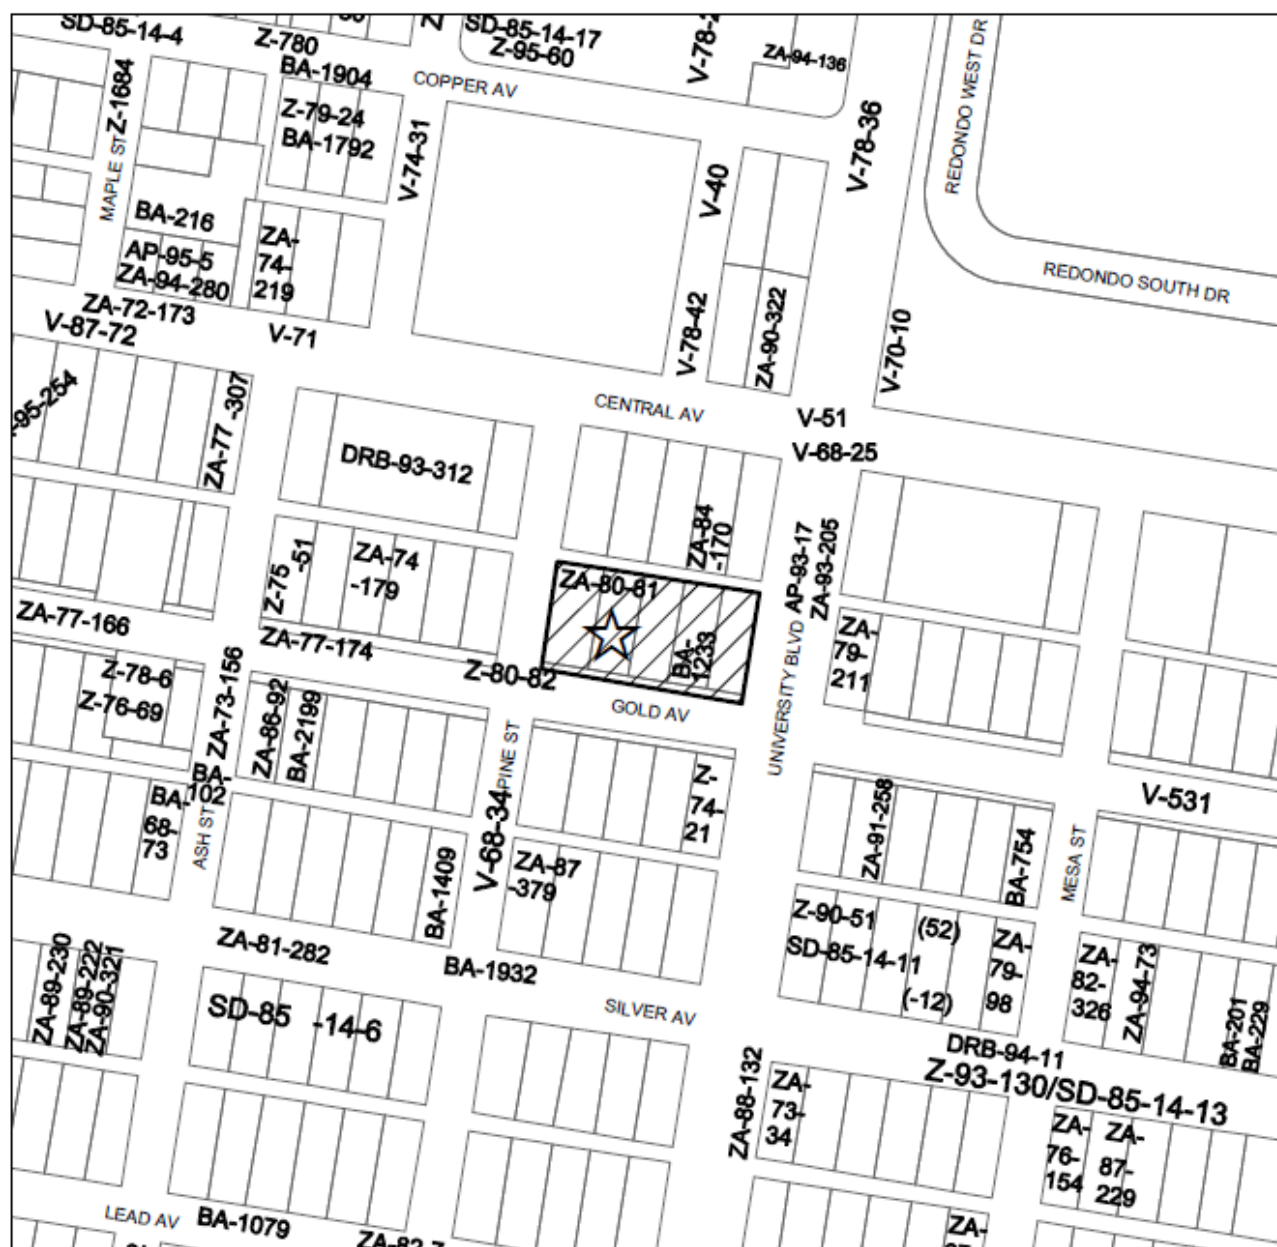 SD-85-14-4
Z-780
BA-1904
SD-85-14-17
Z-95-60
ZA-94-136
COPPER AV
Z-1684
MAPLE ST
Z-79-24
BA-1792
V-74-31
V-40
V-78-36
REDONDO WEST DR
REDONDO SOUTH DR
BA-216
AP-95-5
ZA-94-280
ZA-
74-
219
ZA-72-173
V-87-72
V-71
V-78-42
ZA-90-322
V-70-10
CENTRAL AV
V-51
V-68-25
-95-254
ZA-77 -307
DRB-93-312
ZA-84
-170
AP-93-17
ZA-93-205
UNIVERSITY BLVD
Z-75 -51
ZA-74
-179
ZA-80-81
BA-
1233
ZA-77-166
ZA-77-174
Z-80-82
GOLD AV
ZA-
79-
211
Z-78-6
Z-76-69
ZA-73-156
ZA-86-92
BA-2199
PINE ST
V-68-34
Z-
74-
21
BA-
102
BA-
68-
73
ASH ST
BA-1409
ZA-87
-379
ZA-91-258
BA-754
MESA ST
V-531
ZA-81-282
BA-1932
Z-90-51
(52)
SD-85-14-11
(-12)
ZA-
79-
98
ZA-
82-
326
ZA-94-73
BA-201
BA-229
ZA-89-230
ZA-89-222
ZA-90-321
SD-85 -14-6
SILVER AV
DRB-94-11
Z-93-130/SD-85-14-13
ZA-88-132
ZA-
73-
34
ZA-
76-
154
ZA-
87-
229
LEAD AV
BA-1079
ZA-